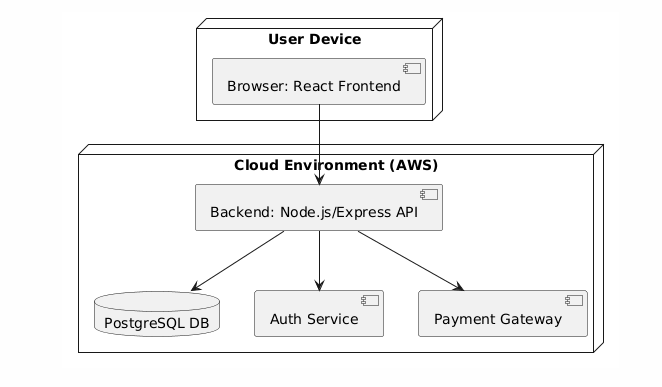 User Device
Browser: React Frontend
Cloud Environment (AWS)
Backend: Node.js/Express API
PostgreSQL DB
Auth Service
Payment Gateway